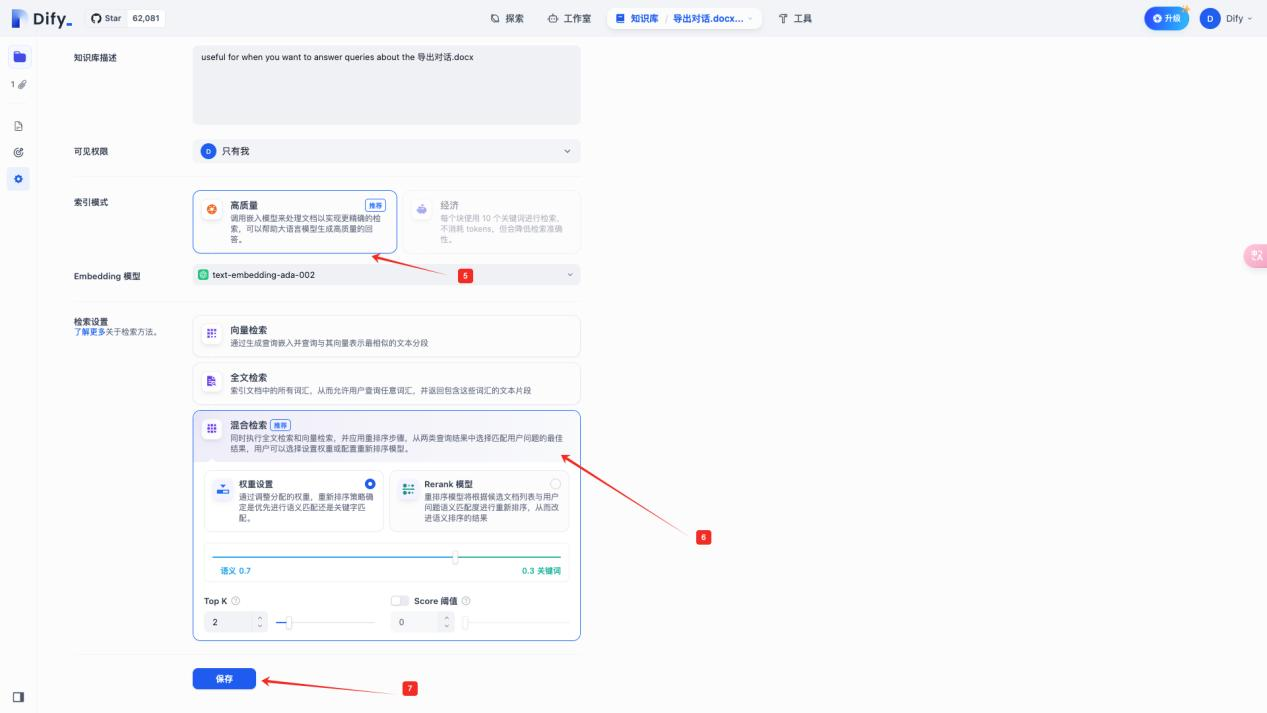 Dify_
Star 62,081
探索
工作室
知识库 / 导出对话.docx...
工具
升级
D Dify
1
知识库描述
useful for when you want to answer queries about the 导出对话.docx
可见权限
D 只有我
索引模式
高质量 推荐
调用嵌入模型来处理文档以实现更精确的检
索，可以帮助大语言模型生成高质量的回
答。
经济
每个块使用 10 个关键词进行检索，
不消耗 tokens，但会降低检索准确
性。
Embedding 模型
text-embedding-ada-002
5
检索设置
了解更多关于检索方法。
向量检索
通过生成查询嵌入并查询与其向量表示最相似的文本分段
全文检索
索引文档中的所有词汇，从而允许用户查询任意词汇，并返回包含这些词汇的文本片段
混合检索 推荐
同时执行全文检索和向量检索，并应用重排序步骤，从两类查询结果中选择匹配用户问题的最佳
结果，用户可以选择设置权重或配置重新排序模型。
权重设置
通过调整分配的权重，重新排序策略确
定是优先进行语义匹配还是关键字匹
配。
Rerank 模型
重排序模型将根据候选文档列表与用户
问题语义匹配度进行重新排序，从而改
进语义排序的结果
6
语义 0.7
0.3 关键词
Top K
Score 阈值
2
0
保存
7